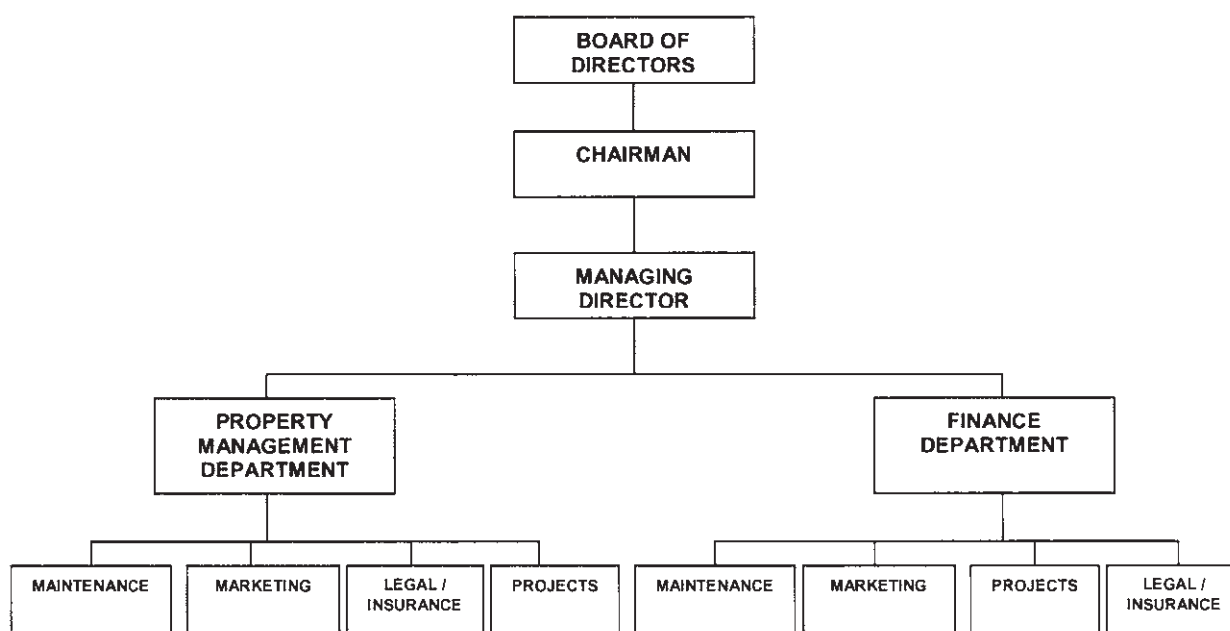 BOARD OF
DIRECTORS
CHAIRMAN
MANAGING
DIRECTOR
PROPERTY
MANAGEMENT
DEPARTMENT
FINANCE
DEPARTMENT
MAINTENANCE
MARKETING
LEGAL /
INSURANCE
PROJECTS
MAINTENANCE
MARKETING
PROJECTS
LEGAL /
INSURANCE